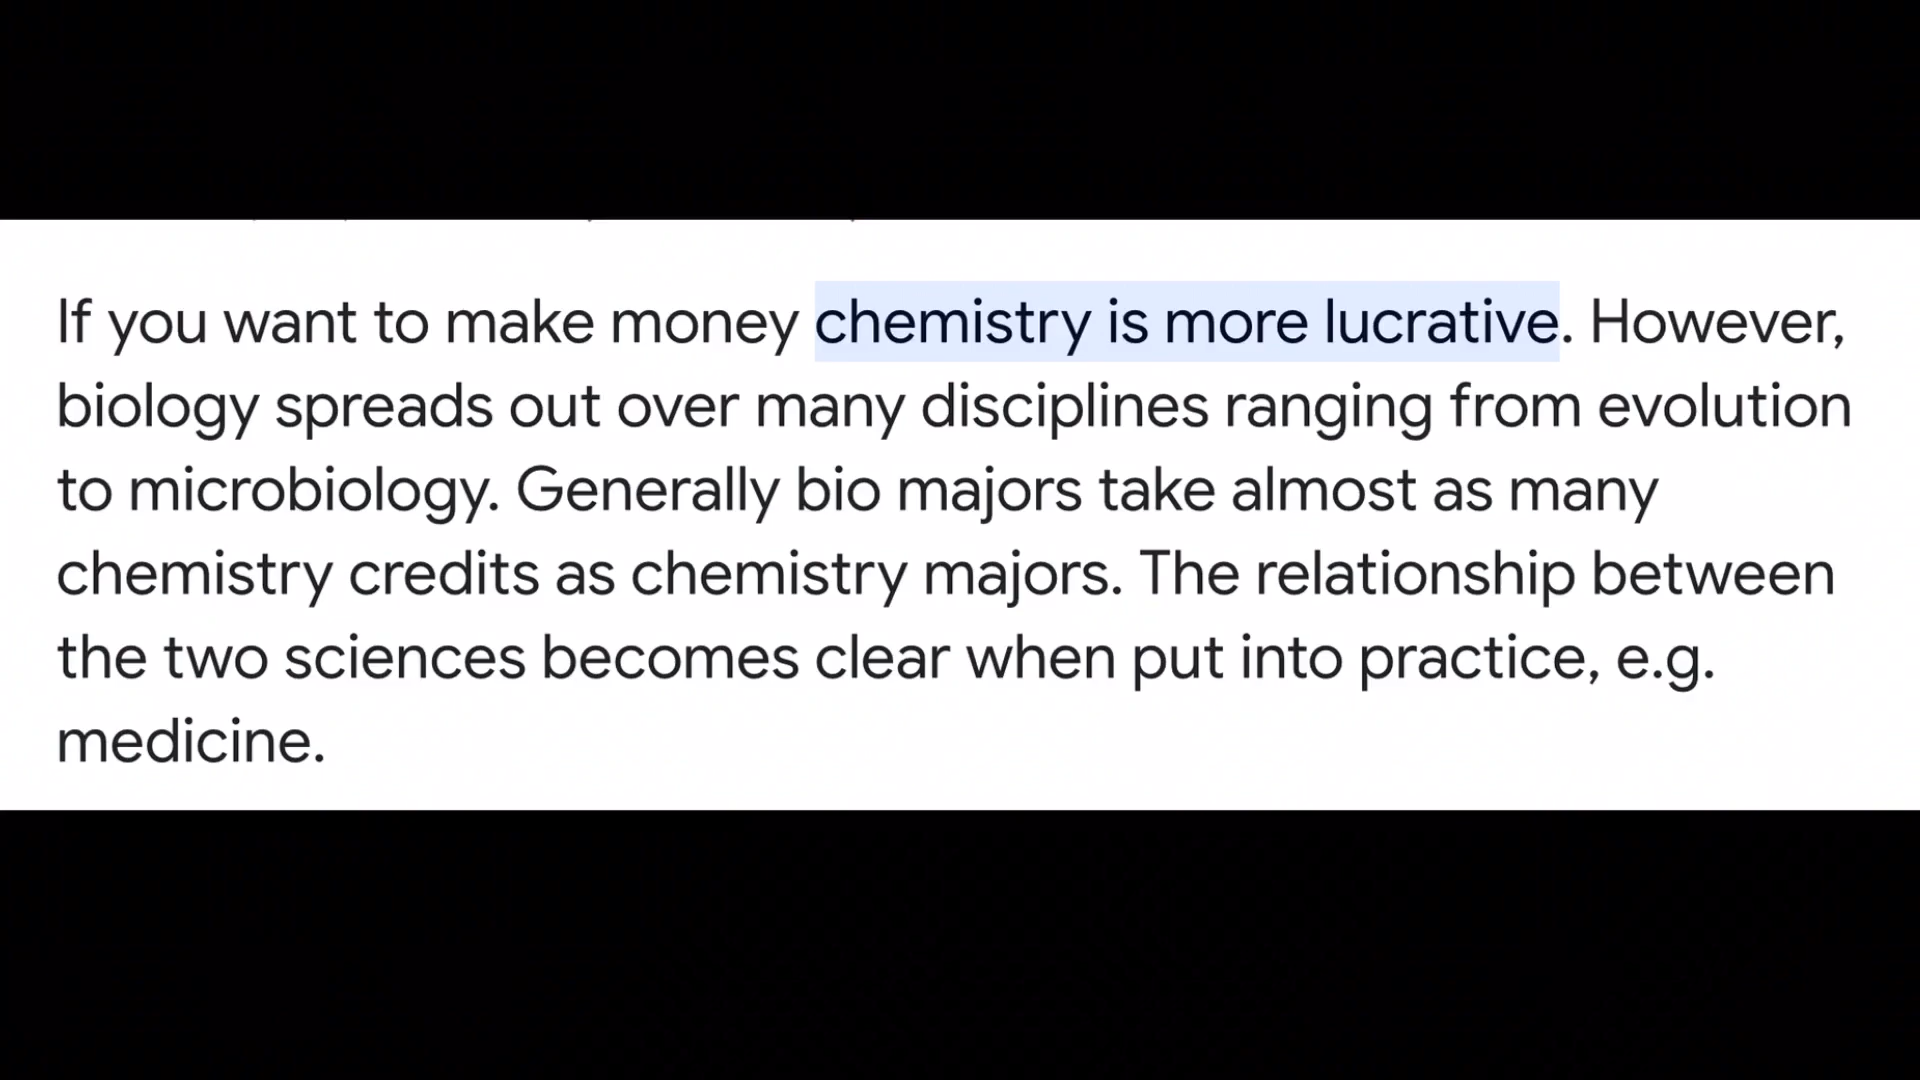 If you want to make money chemistry is more lucrative. However,
biology spreads out over many disciplines ranging from evolution
to microbiology. Generally bio majors take almost as many
chemistry credits as chemistry majors. The relationship between
the two sciences becomes clear when put into practice, e.g.
medicine.